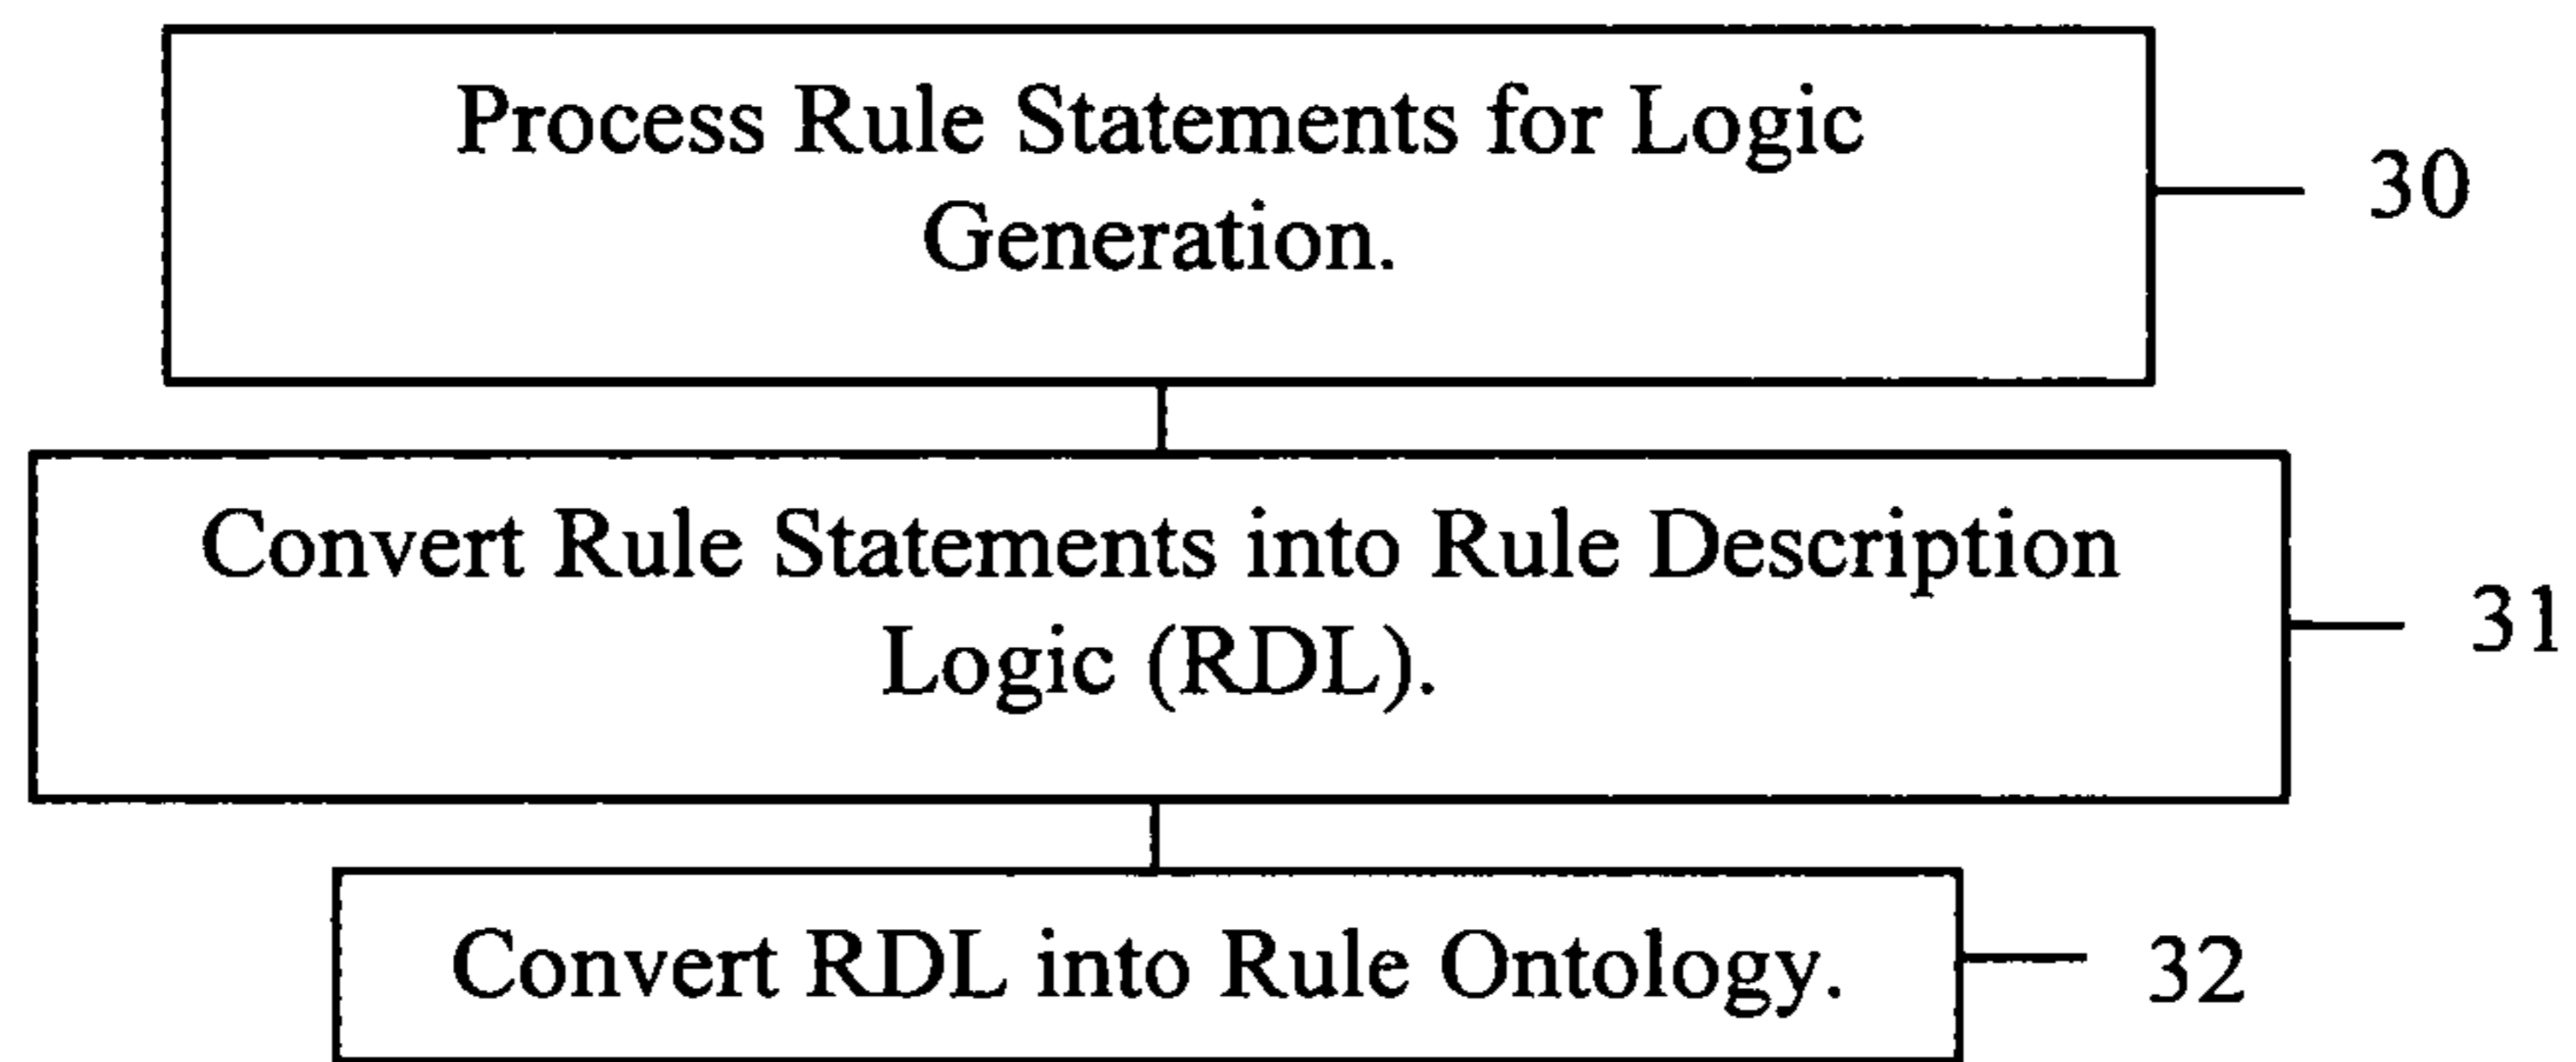 Process Rule Statements for Logic
Generation.
30
Convert Rule Statements into Rule Description
Logic (RDL).
31
Convert RDL into Rule Ontology.
32